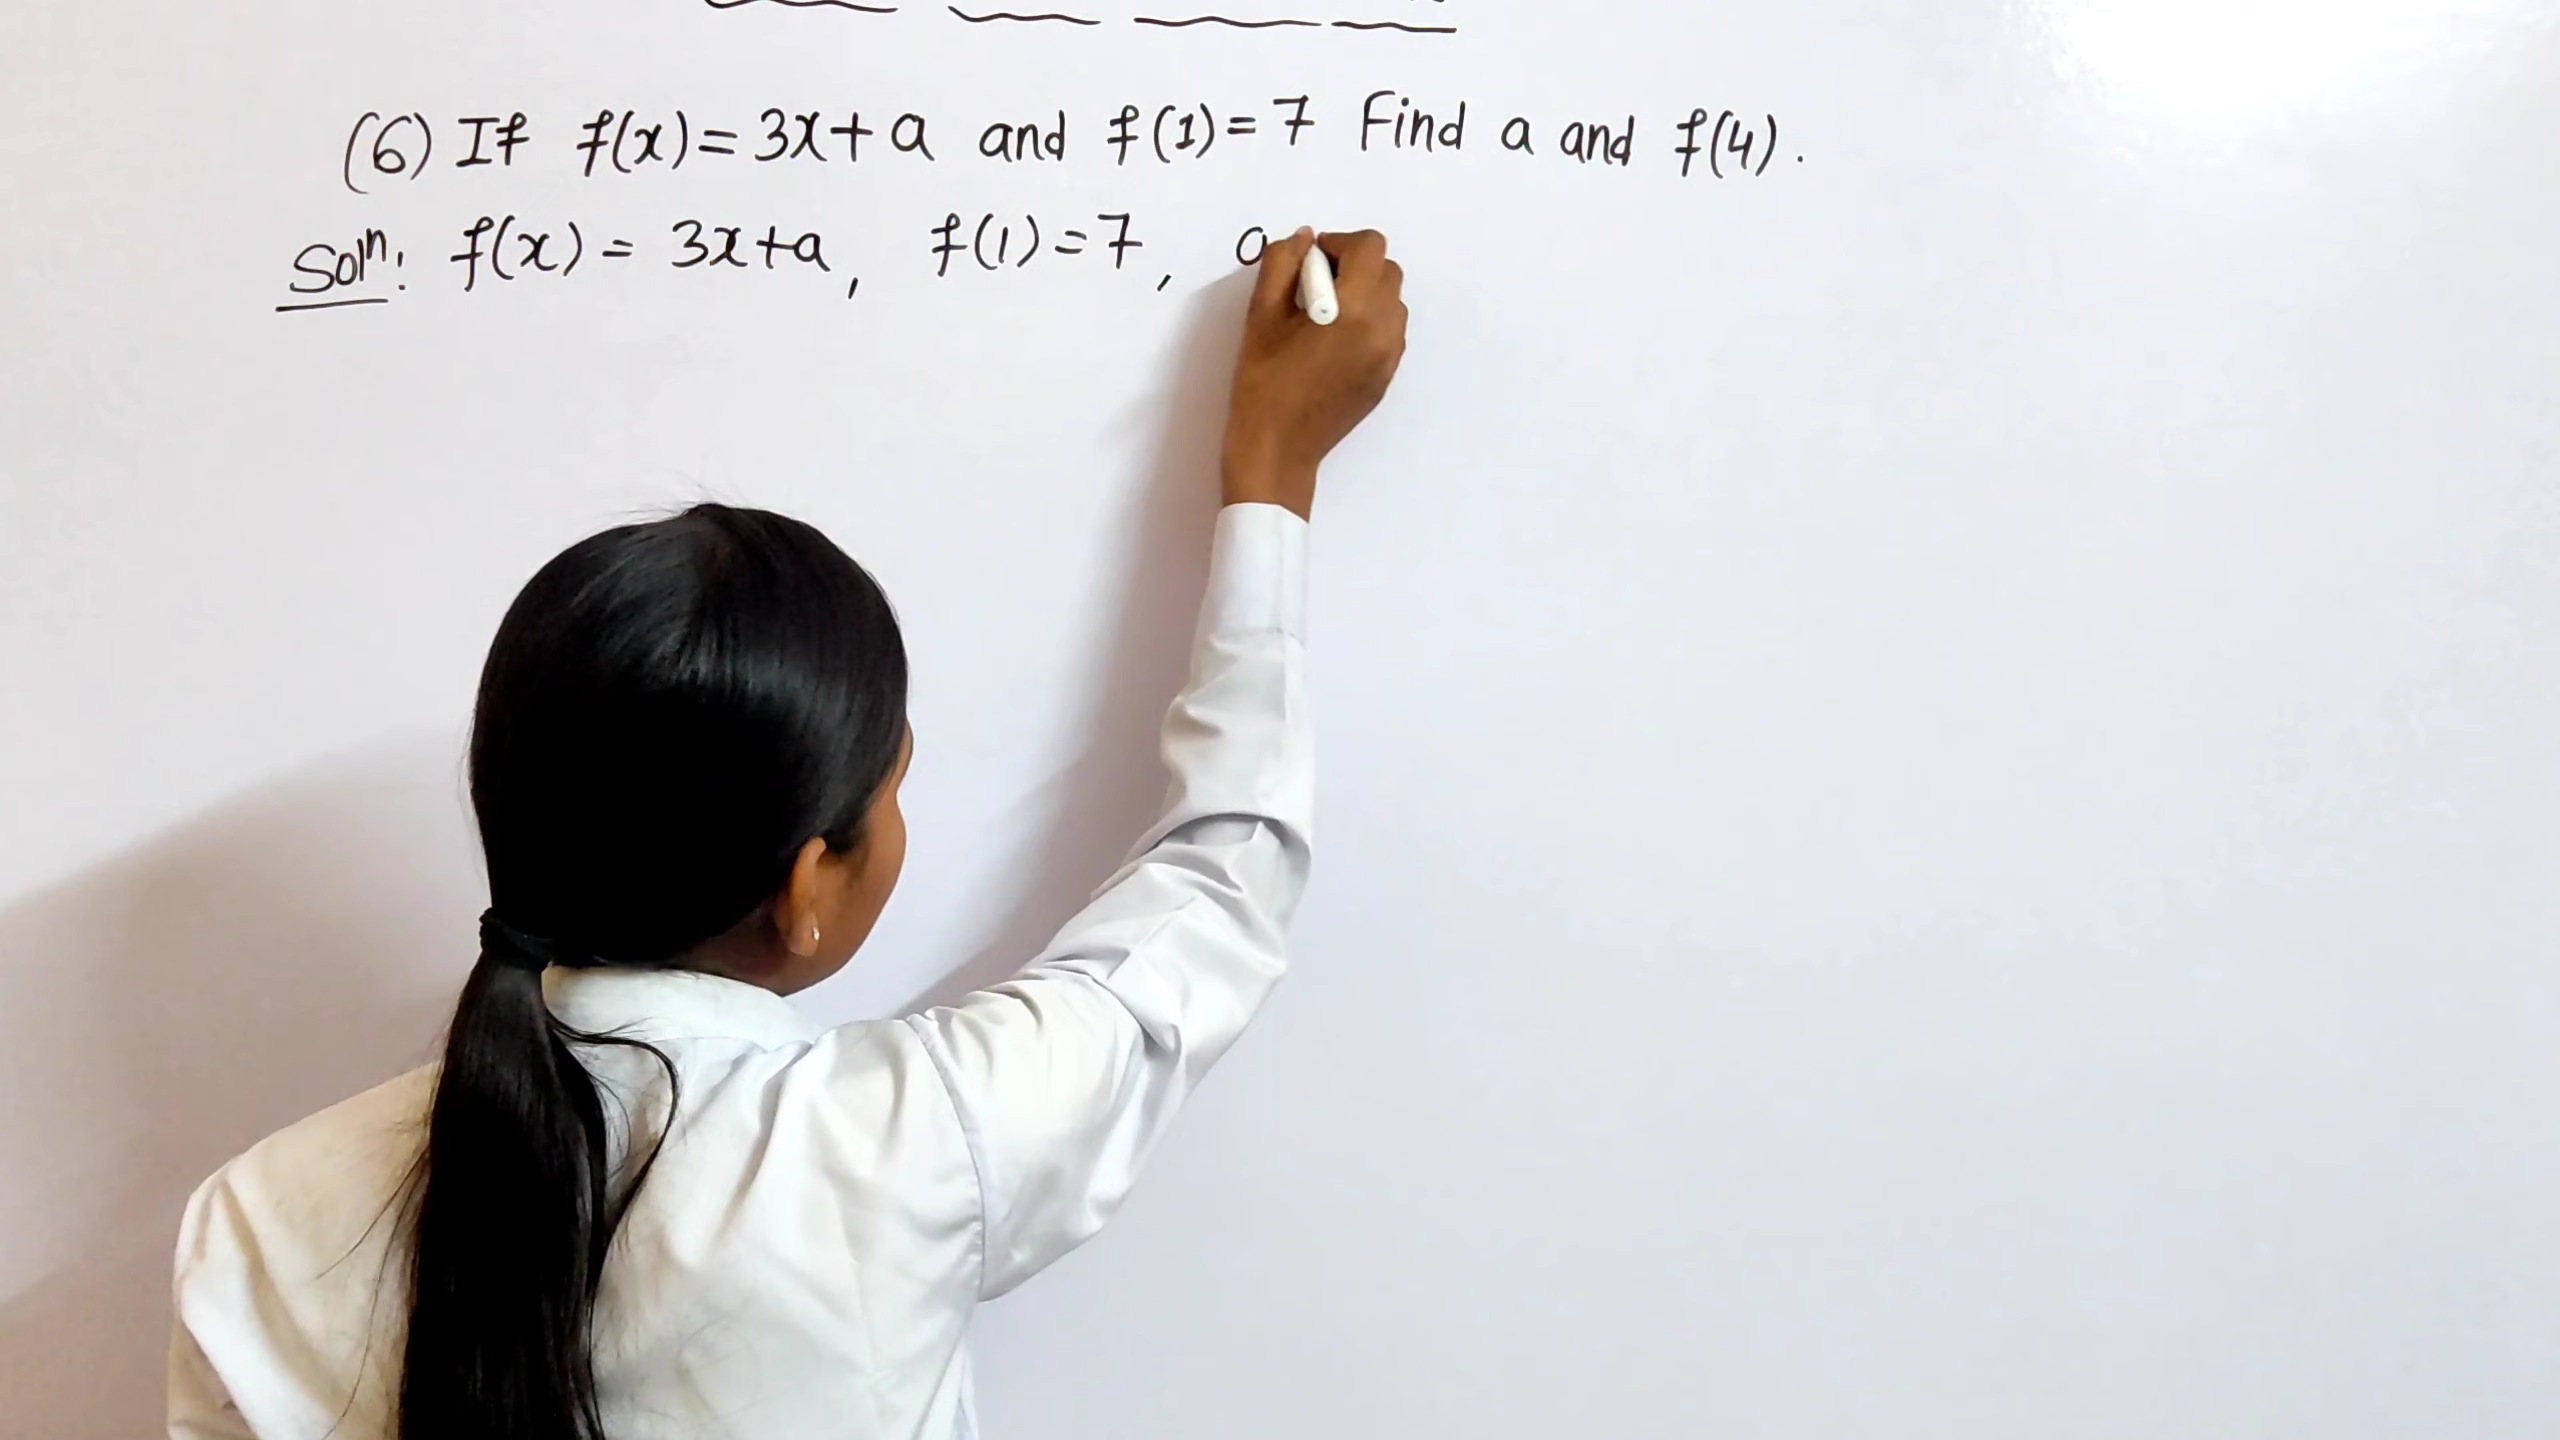 (6) If f(x) = 3x + a and f(1) = 7 Find a and f(4).
Solⁿ: f(x) = 3x+a, f(1) = 7, a